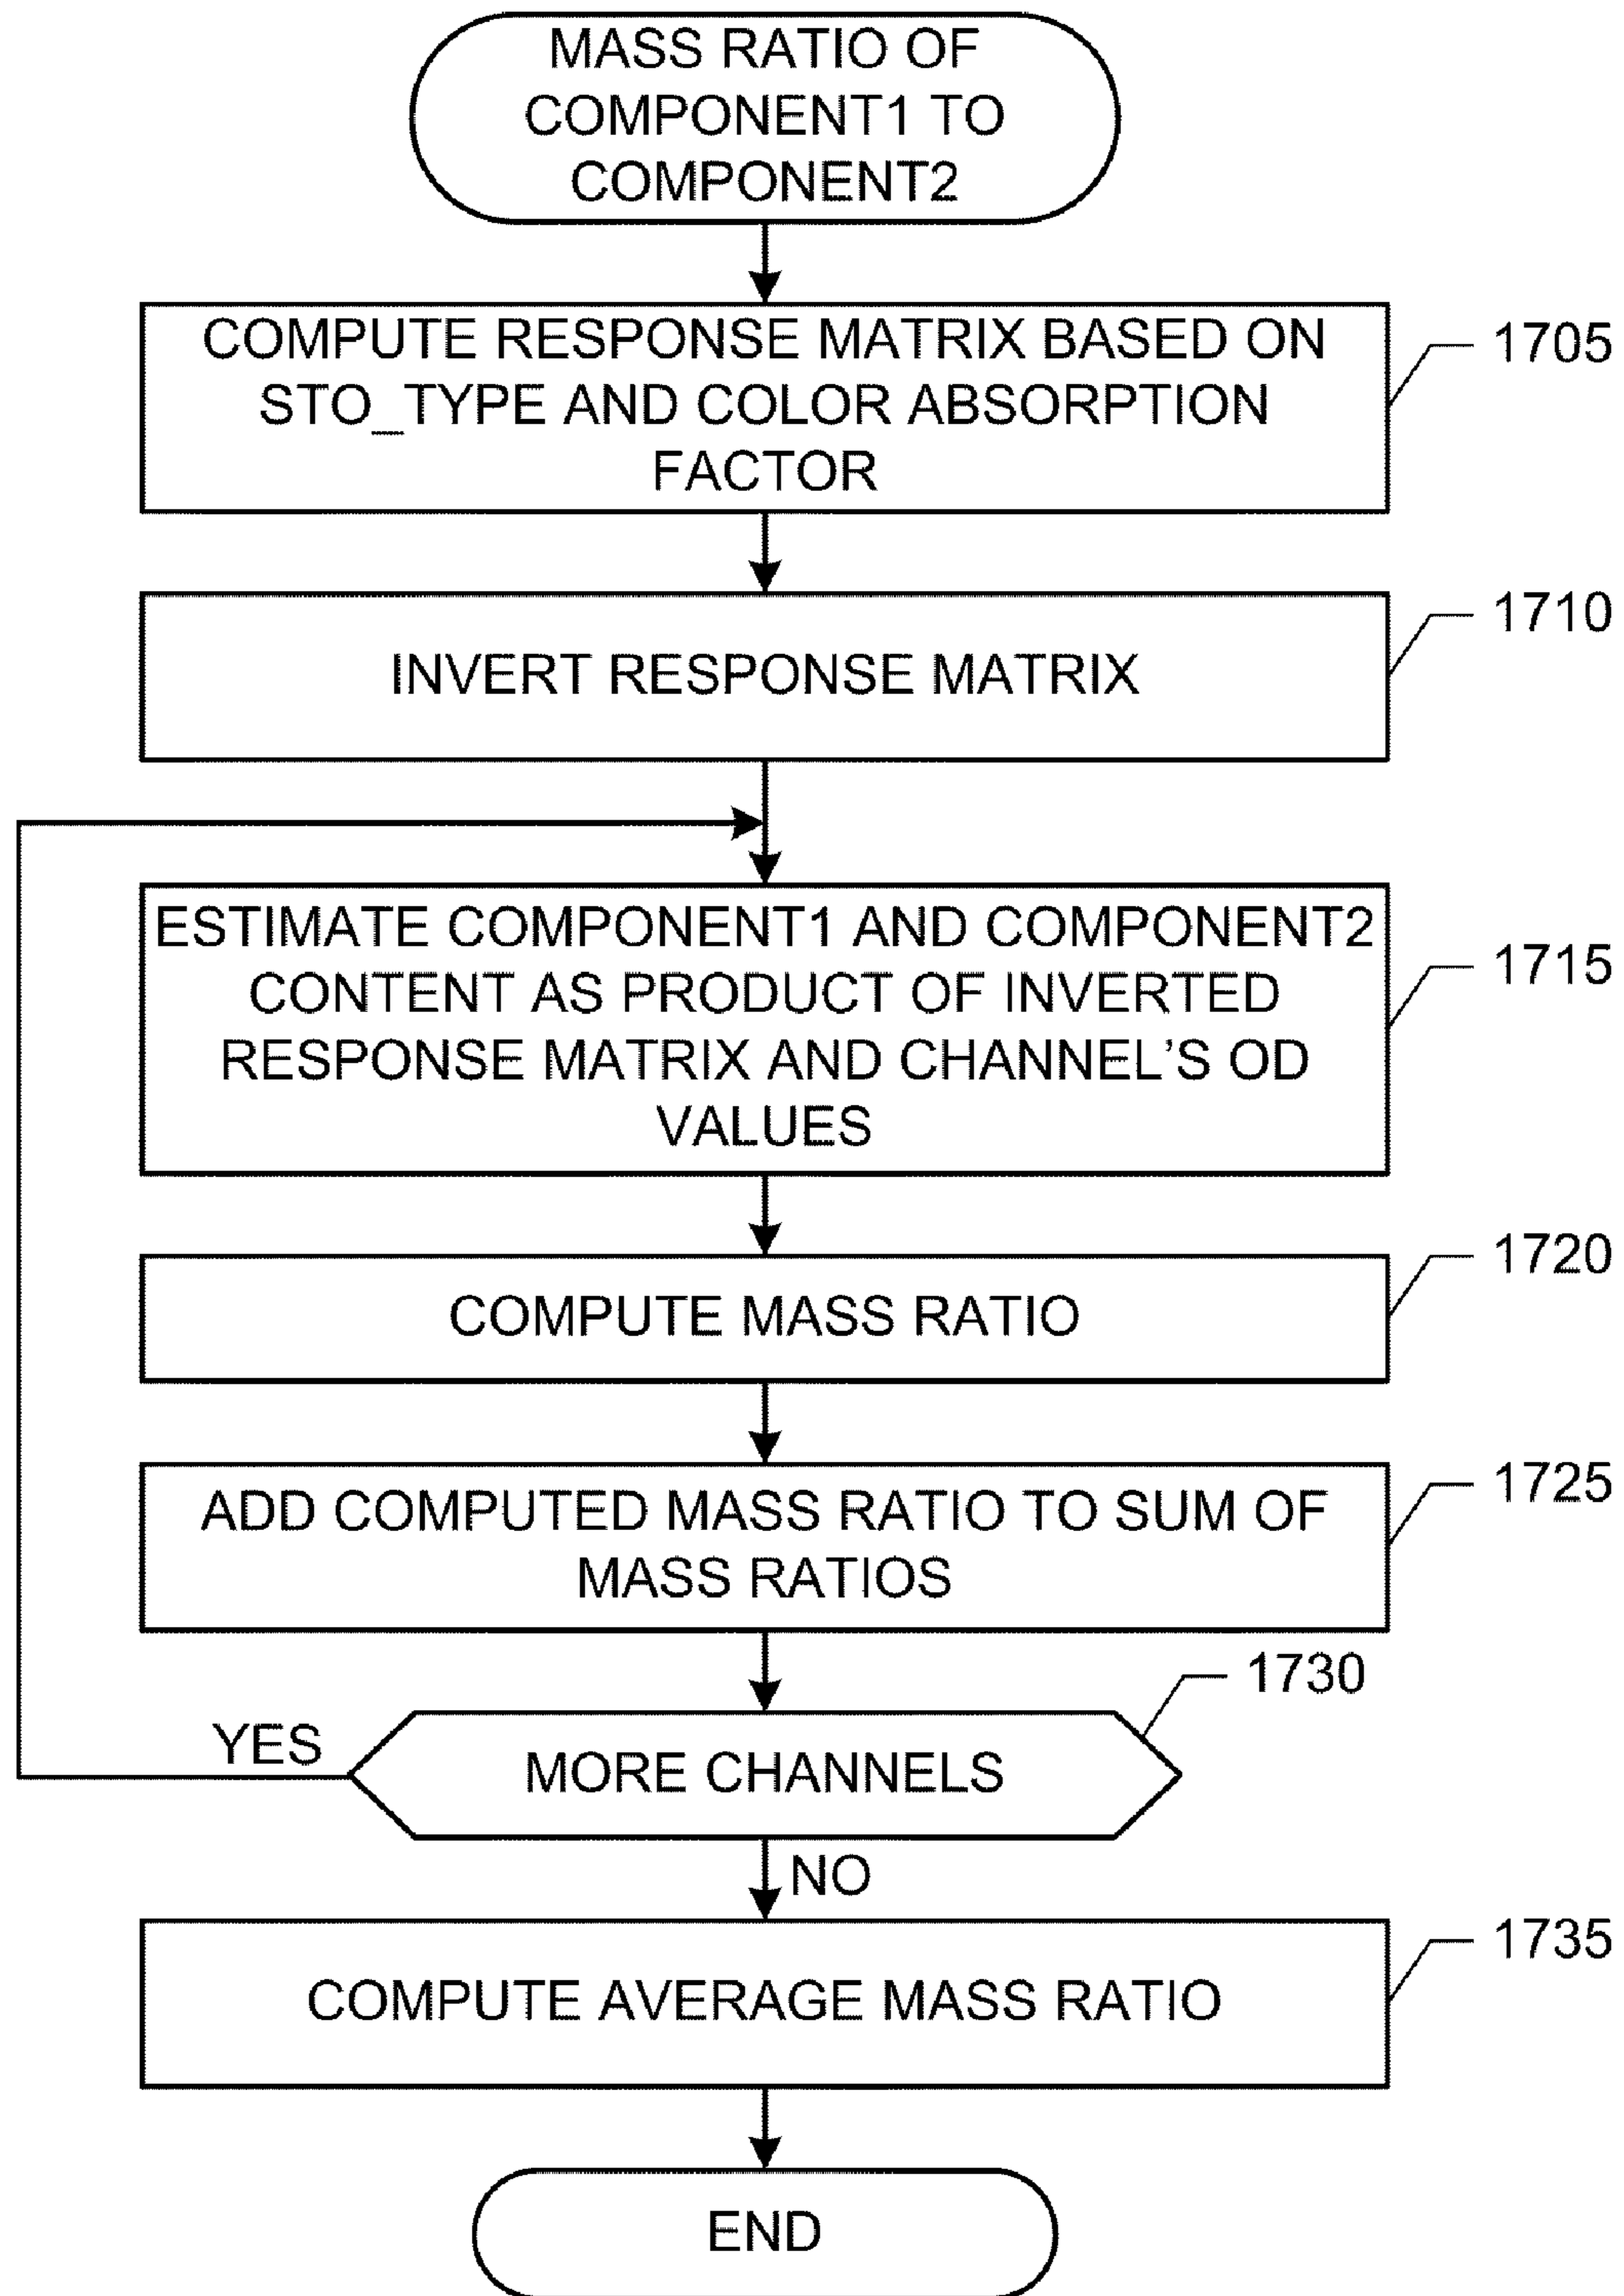 MASS RATIO OF
COMPONENT1 TO
COMPONENT2
COMPUTE RESPONSE MATRIX BASED ON
STO_TYPE AND COLOR ABSORPTION
FACTOR
1705
INVERT RESPONSE MATRIX
1710
ESTIMATE COMPONENT1 AND COMPONENT2
CONTENT AS PRODUCT OF INVERTED
RESPONSE MATRIX AND CHANNEL'S OD
VALUES
1715
COMPUTE MASS RATIO
1720
ADD COMPUTED MASS RATIO TO SUM OF
MASS RATIOS
1725
MORE CHANNELS
1730
YES
NO
COMPUTE AVERAGE MASS RATIO
1735
END